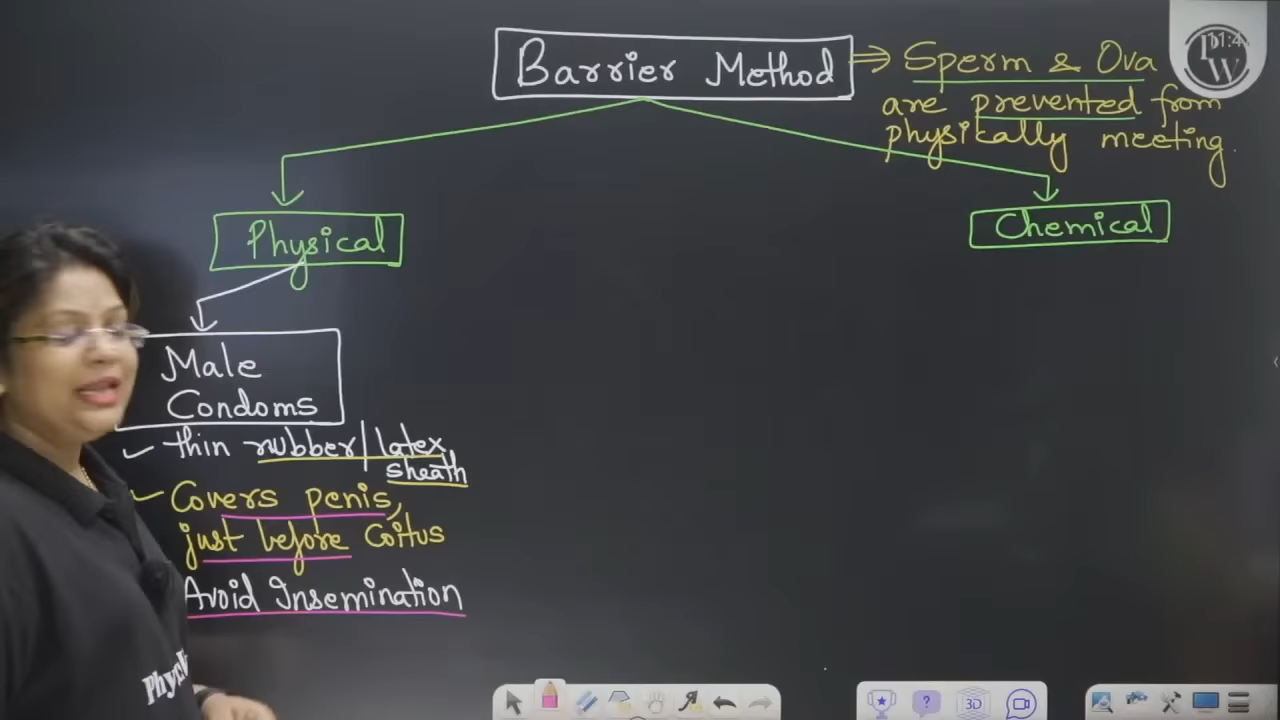 Barrier Method ⇒ Sperm & Ova
are prevented from
physically meeting.
Physical
Chemical
Male
Condoms
thin rubber/latex
sheath
Covers penis,
just before Coitus
Avoid Insemination
3D